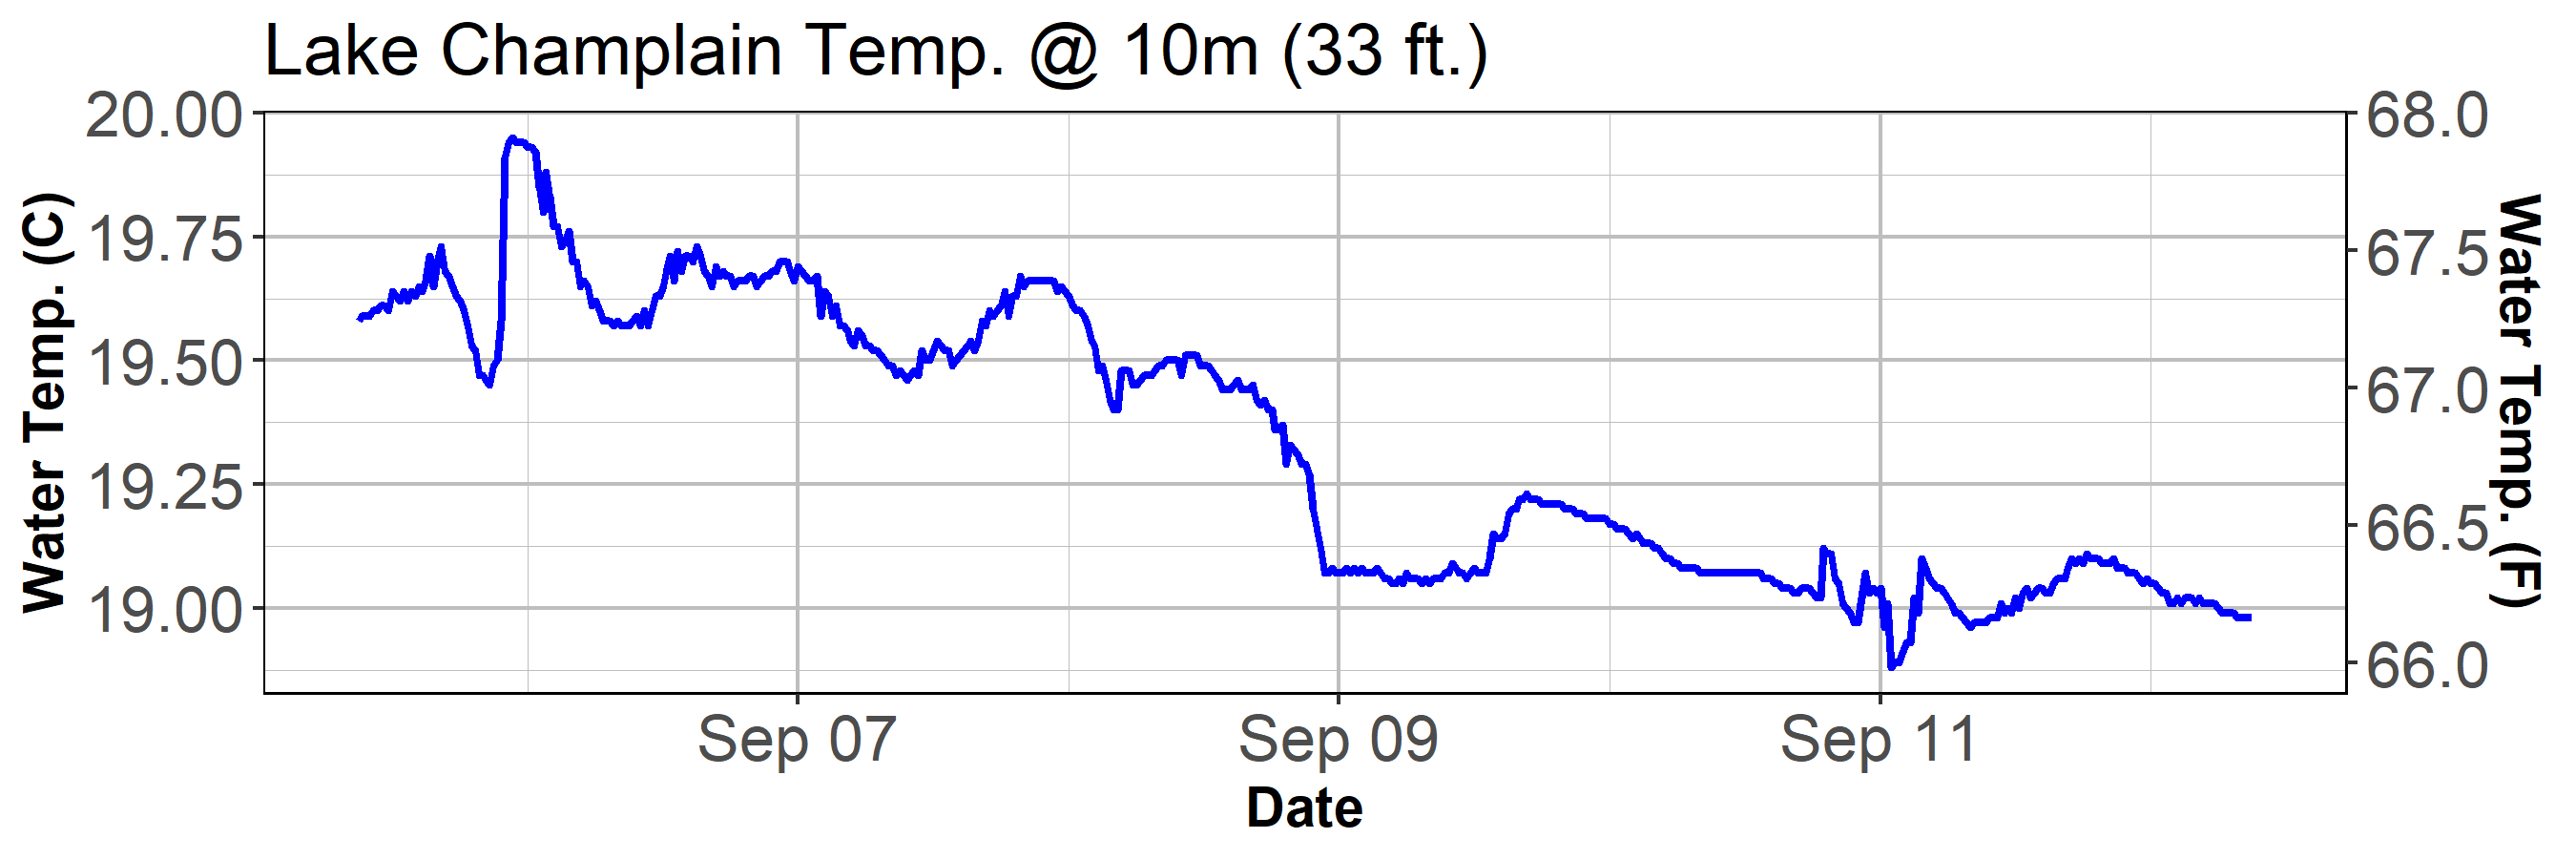 Lake Champlain Temp. @ 10m (33 ft.)
Water Temp. (C)
20.00
19.75
19.50
19.25
19.00
68.0
67.5
67.0
66.5
66.0
Water Temp. (F)
Sep 07
Sep 09
Sep 11
Date